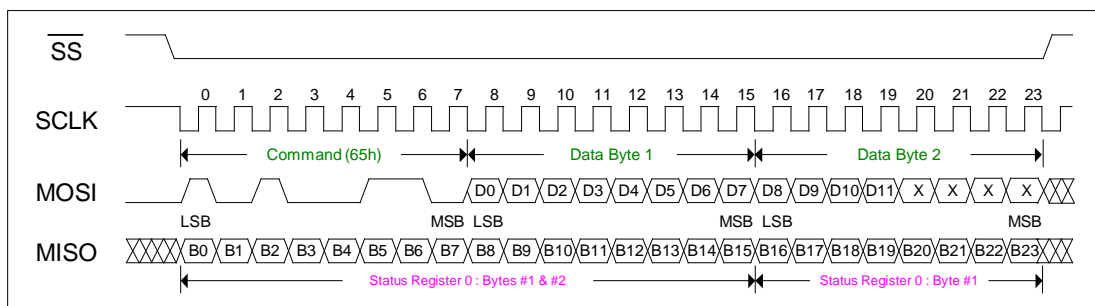 SS
0 1 2 3 4 5 6 7 8 9 10 11 12 13 14 15 16 17 18 19 20 21 22 23
SCLK
Command (65h) Data Byte 1 Data Byte 2
MOSI D0 D1 D2 D3 D4 D5 D6 D7 D8 D9 D10 D11 X X X X
LSB MSB LSB MSB LSB MSB
MISO B0 B1 B2 B3 B4 B5 B6 B7 B8 B9 B10 B11 B12 B13 B14 B15 B16 B17 B18 B19 B20 B21 B22 B23
Status Register 0 : Bytes #1 & #2 Status Register 0 : Byte #1